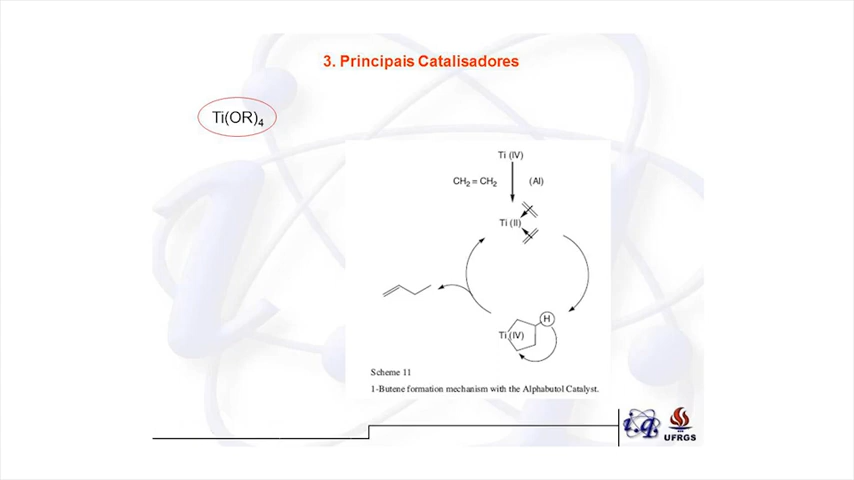 3. Principais Catalisadores
Ti(OR)4
Ti (IV)
CH2 = CH2 (Al)
Ti (II)
H
Ti (IV)
Scheme 11
1-Butene formation mechanism with the Alphabutol Catalyst.
i.q.
UFRGS